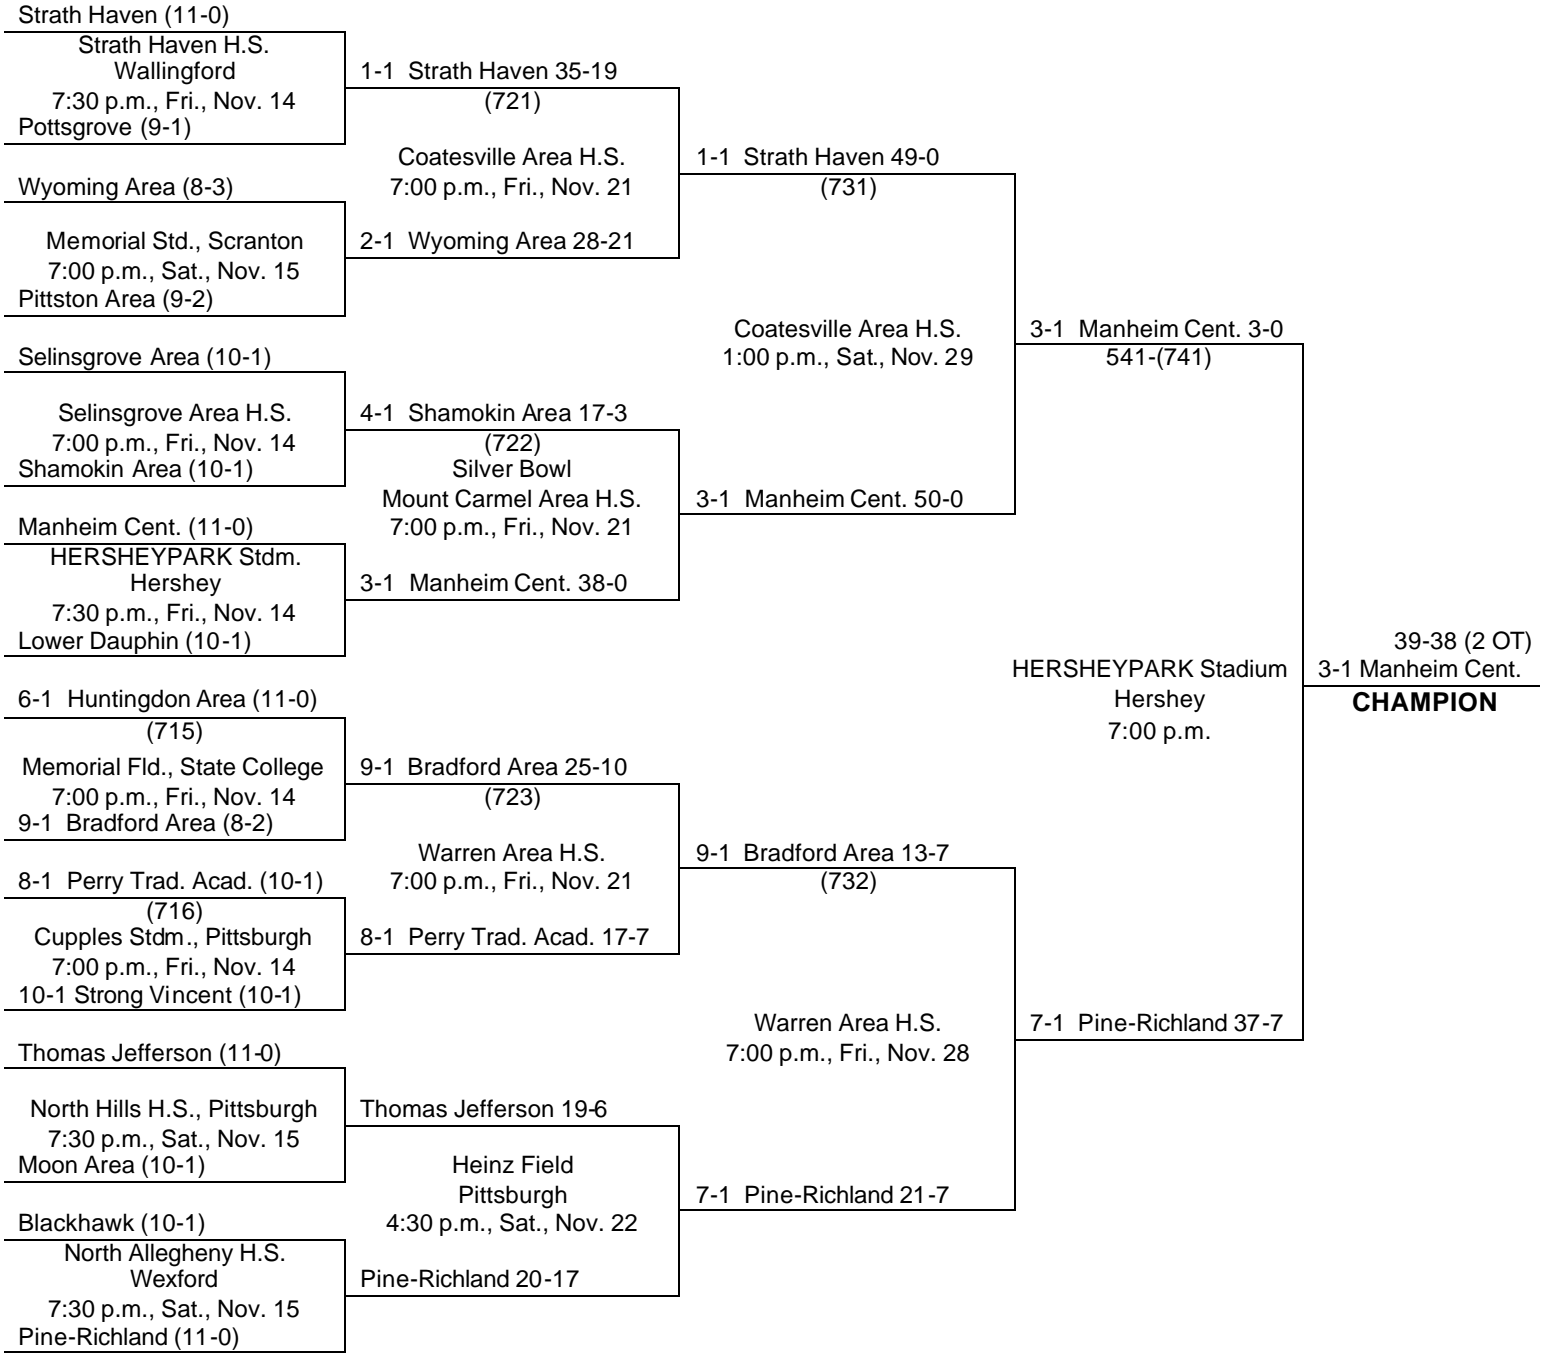 Strath Haven (11-0)
Strath Haven H.S.
Wallingford
7:30 p.m., Fri., Nov. 14
Pottsgrove (9-1)
Wyoming Area (8-3)
Memorial Std., Scranton
7:00 p.m., Sat., Nov. 15
Pittston Area (9-2)
Selinsgrove Area (10-1)
Selinsgrove Area H.S.
7:00 p.m., Fri., Nov. 14
Shamokin Area (10-1)
Manheim Cent. (11-0)
HERSHEYPARK Stdm.
Hershey
7:30 p.m., Fri., Nov. 14
Lower Dauphin (10-1)
6-1 Huntingdon Area (11-0)
(715)
Memorial Fld., State College
7:00 p.m., Fri., Nov. 14
9-1 Bradford Area (8-2)
8-1 Perry Trad. Acad. (10-1)
(716)
Cupples Stdm., Pittsburgh
7:00 p.m., Fri., Nov. 14
10-1 Strong Vincent (10-1)
Thomas Jefferson (11-0)
North Hills H.S., Pittsburgh
7:30 p.m., Sat., Nov. 15
Moon Area (10-1)
Blackhawk (10-1)
North Allegheny H.S.
Wexford
7:30 p.m., Sat., Nov. 15
Pine-Richland (11-0)
1-1 Strath Haven 35-19
(721)
Coatesville Area H.S.
7:00 p.m., Fri., Nov. 21
2-1 Wyoming Area 28-21
4-1 Shamokin Area 17-3
(722)
Silver Bowl
Mount Carmel Area H.S.
7:00 p.m., Fri., Nov. 21
3-1 Manheim Cent. 38-0
9-1 Bradford Area 25-10
(723)
Warren Area H.S.
7:00 p.m., Fri., Nov. 21
8-1 Perry Trad. Acad. 17-7
Thomas Jefferson 19-6
Heinz Field
Pittsburgh
4:30 p.m., Sat., Nov. 22
Pine-Richland 20-17
1-1 Strath Haven 49-0
(731)
Coatesville Area H.S.
1:00 p.m., Sat., Nov. 29
3-1 Manheim Cent. 50-0
9-1 Bradford Area 13-7
(732)
Warren Area H.S.
7:00 p.m., Fri., Nov. 28
7-1 Pine-Richland 21-7
3-1 Manheim Cent. 3-0
541-(741)
HERSHEYPARK Stadium
Hershey
7:00 p.m.
7-1 Pine-Richland 37-7
39-38 (2 OT)
3-1 Manheim Cent.
CHAMPION